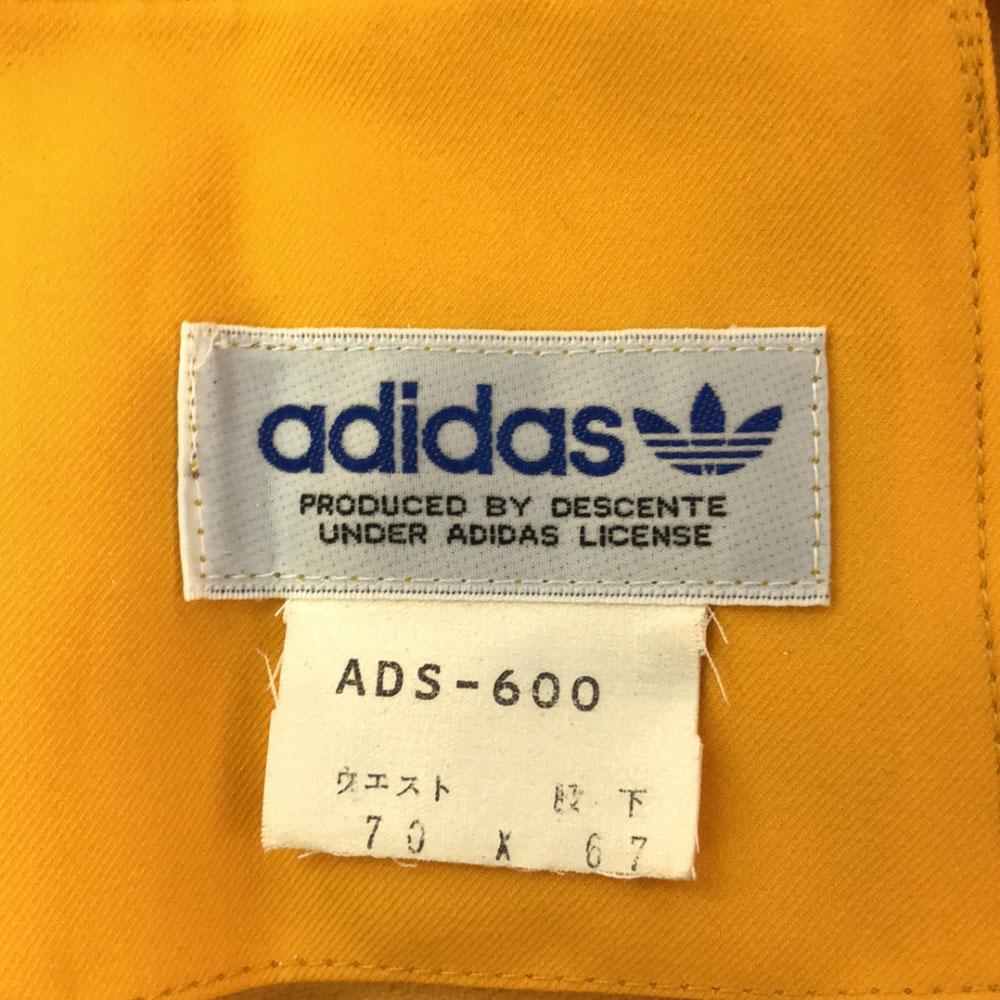 adidas
PRODUCED BY DESCENTE
UNDER ADIDAS LICENSE
ADS-600
ウエスト 股下
70 X 67